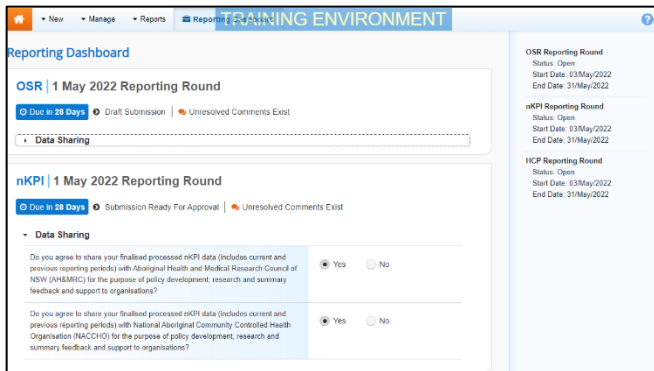 New Manage Reports Reporting Dashboard
TRAINING ENVIRONMENT
Reporting Dashboard
OSR | 1 May 2022 Reporting Round
Due in 28 Days Draft Submission | Unresolved Comments Exist
Data Sharing
nKPI | 1 May 2022 Reporting Round
Due in 28 Days Submission Ready For Approval | Unresolved Comments Exist
Data Sharing
Do you agree to share your finalised processed nKPI data (includes current and
previous reporting periods) with Aboriginal Health and Medical Research Council of
NSW (AH&MRC) for the purpose of policy development, research and summary
feedback and support to organisations?
Yes No
Do you agree to share your finalised processed nKPI data (includes current and
previous reporting periods) with National Aboriginal Community Controlled Health
Organisation (NACCHO) for the purpose of policy development, research and
summary feedback and support to organisations?
Yes No
OSR Reporting Round
Status: Open
Start Date: 03/May/2022
End Date: 31/May/2022
nKPI Reporting Round
Status: Open
Start Date: 03/May/2022
End Date: 31/May/2022
HCP Reporting Round
Status: Open
Start Date: 03/May/2022
End Date: 31/May/2022